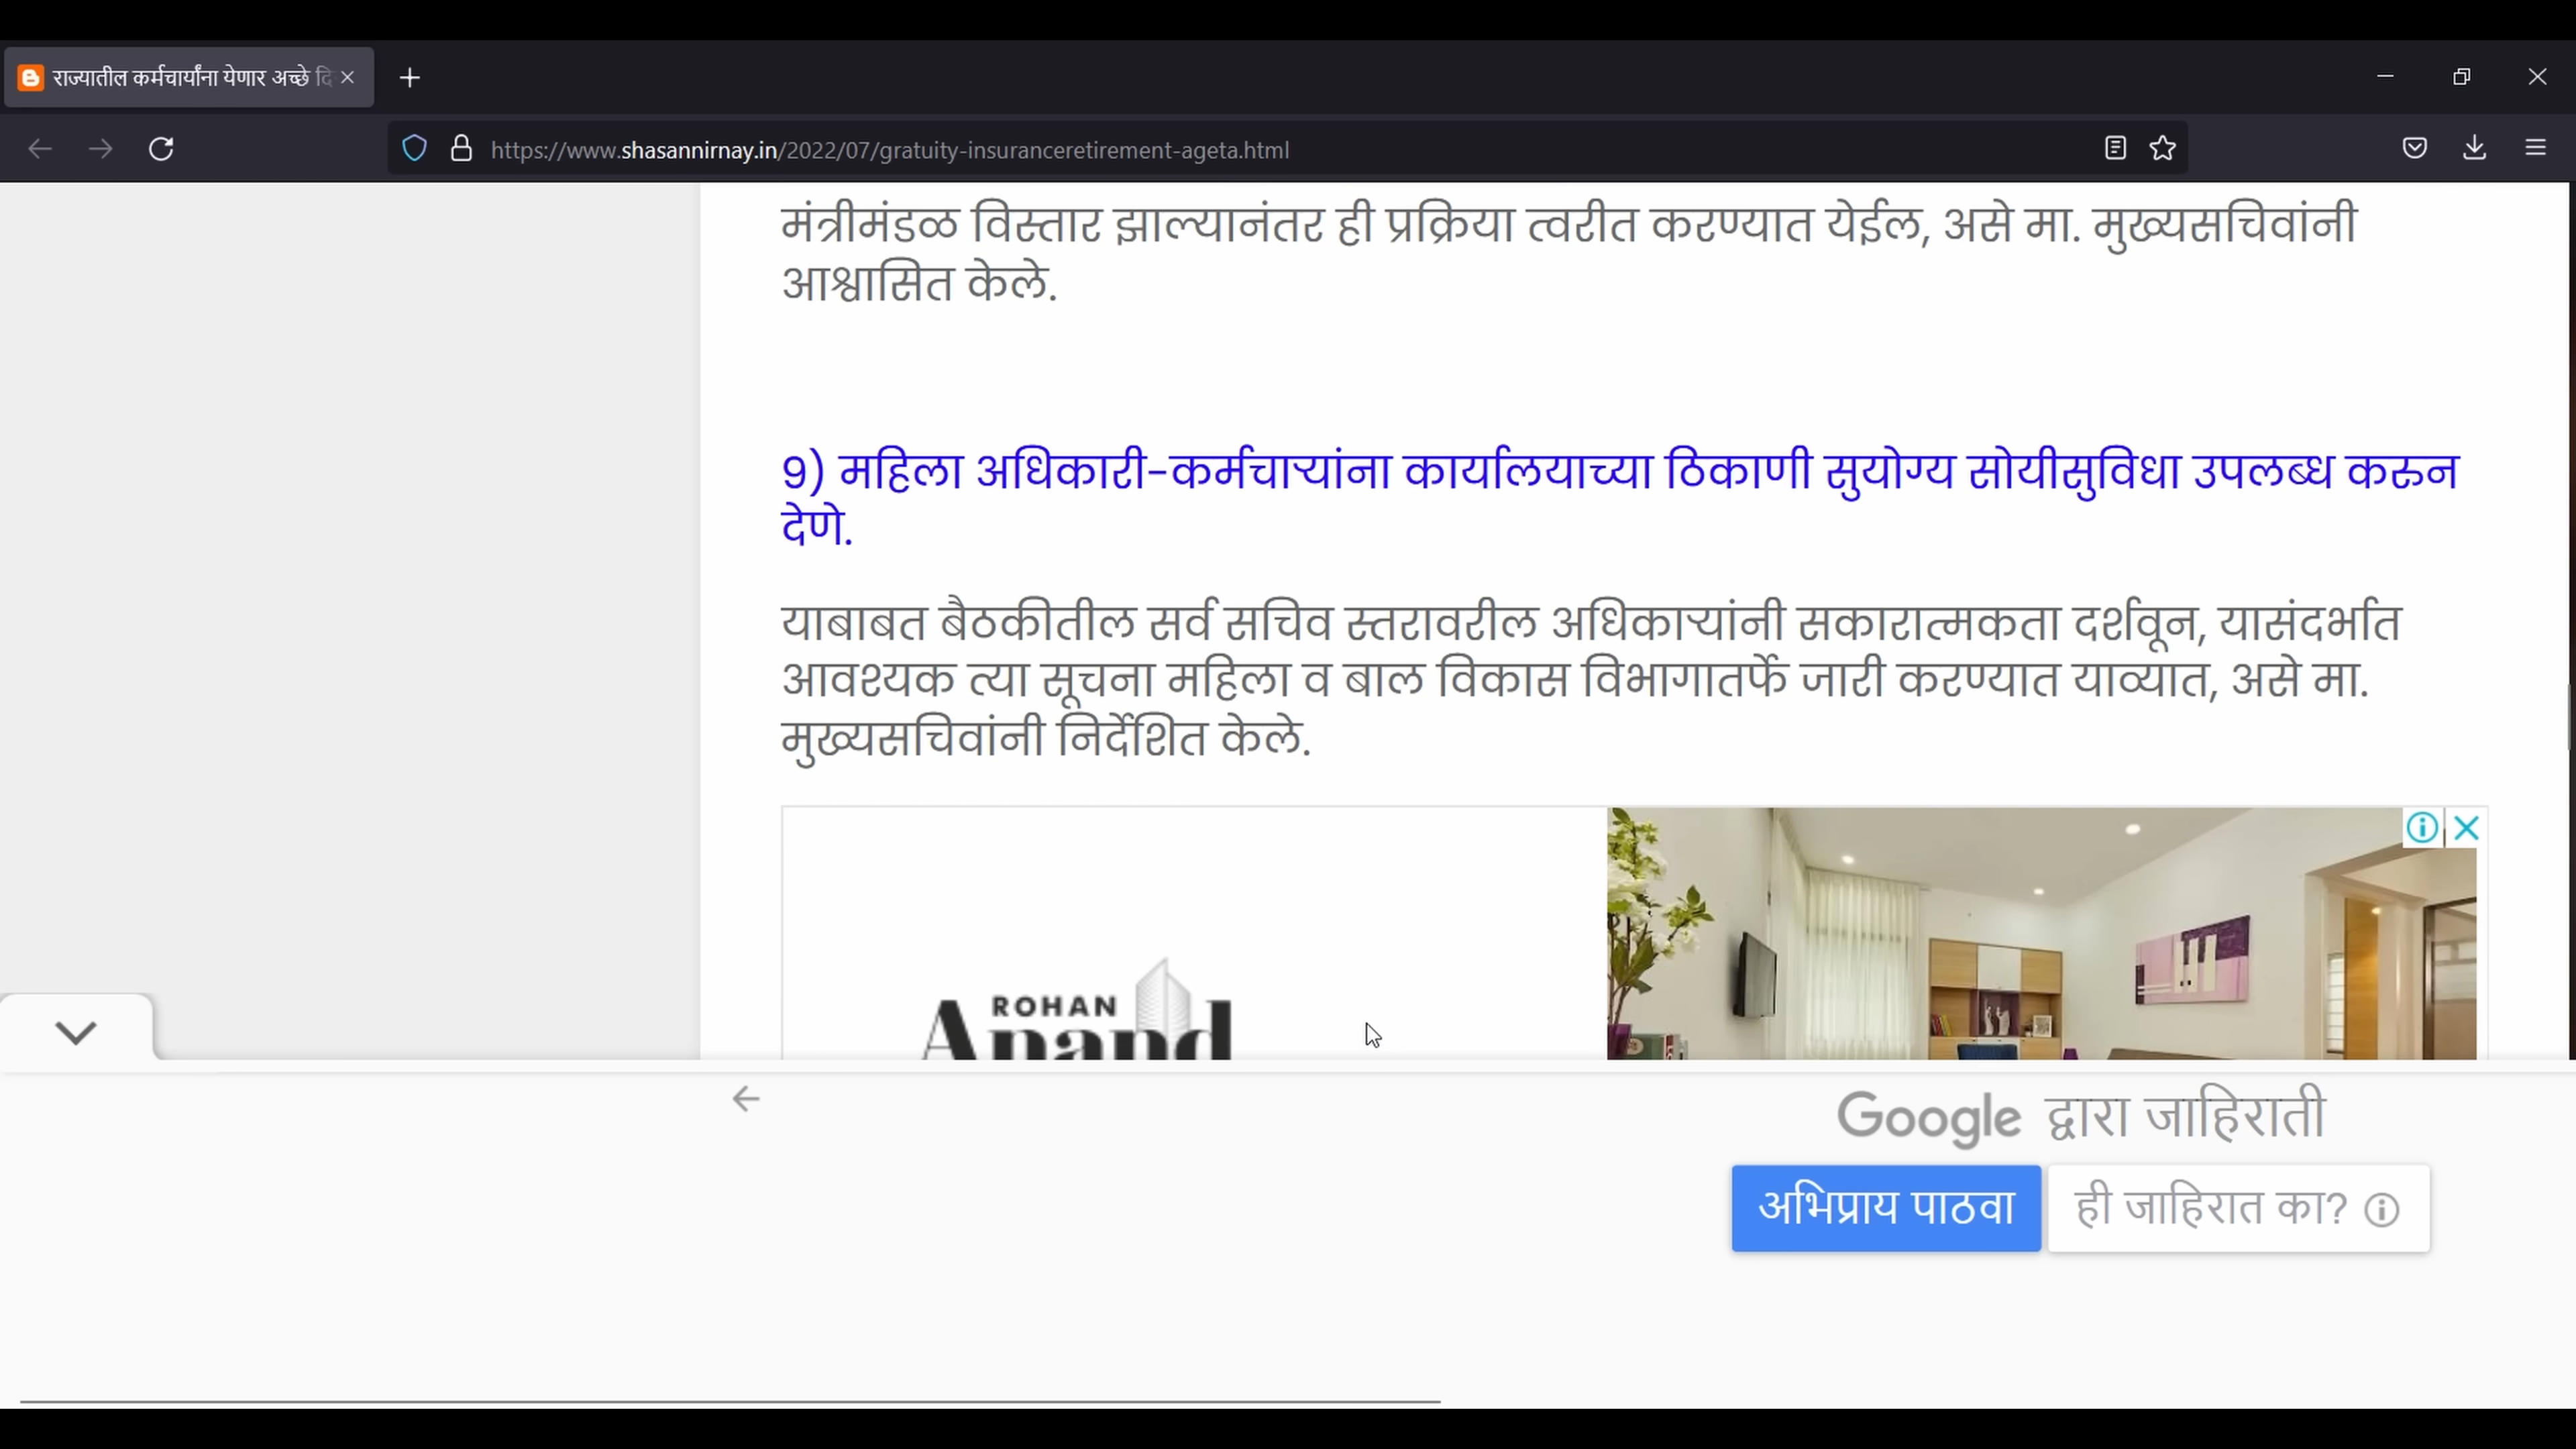 राज्यातील कर्मचार्यांना येणार अच्छे दि
https://www.shasannirnay.in/2022/07/gratuity-insuranceretirement-ageta.html
मंत्रीमंडळ विस्तार झाल्यानंतर ही प्रक्रिया त्वरीत करण्यात येईल, असे मा. मुख्यसचिवांनी
आश्वासित केले.
9) महिला अधिकारी-कर्मचाऱ्यांना कार्यालयाच्या ठिकाणी सुयोग्य सोयीसुविधा उपलब्ध करुन
देणे.
याबाबत बैठकीतील सर्व सचिव स्तरावरील अधिकाऱ्यांनी सकारात्मकता दर्शवून, यासंदर्भात
आवश्यक त्या सूचना महिला व बाल विकास विभागातर्फे जारी करण्यात याव्यात, असे मा.
मुख्यसचिवांनी निर्देशित केले.
ROHAN
Anand
Google द्वारा जाहिराती
अभिप्राय पाठवा
ही जाहिरात का?